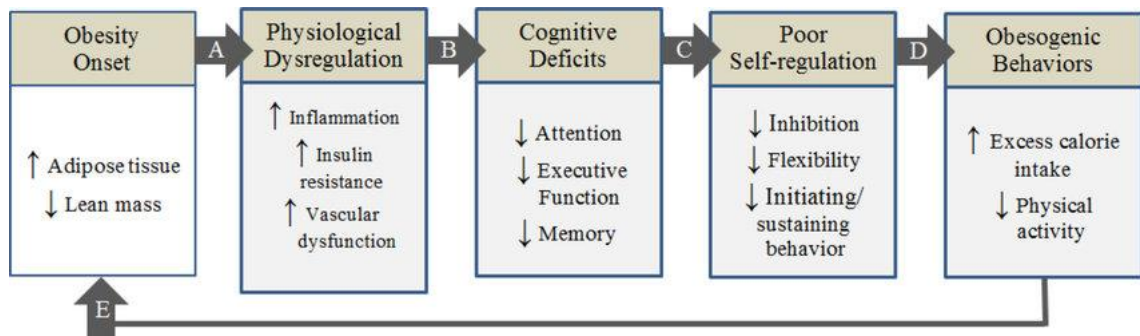 Obesity
Onset
A
Physiological
Dysregulation
B
Cognitive
Deficits
C
Poor
Self-regulation
D
Obesogenic
Behaviors
↑ Adipose tissue
↓ Lean mass
↑ Inflammation
↑ Insulin
resistance
↑ Vascular
dysfunction
↓ Attention
↓ Executive
Function
↓ Memory
↓ Inhibition
↓ Flexibility
↓ Initiating/
sustaining
behavior
↑ Excess calorie
intake
↓ Physical
activity
E